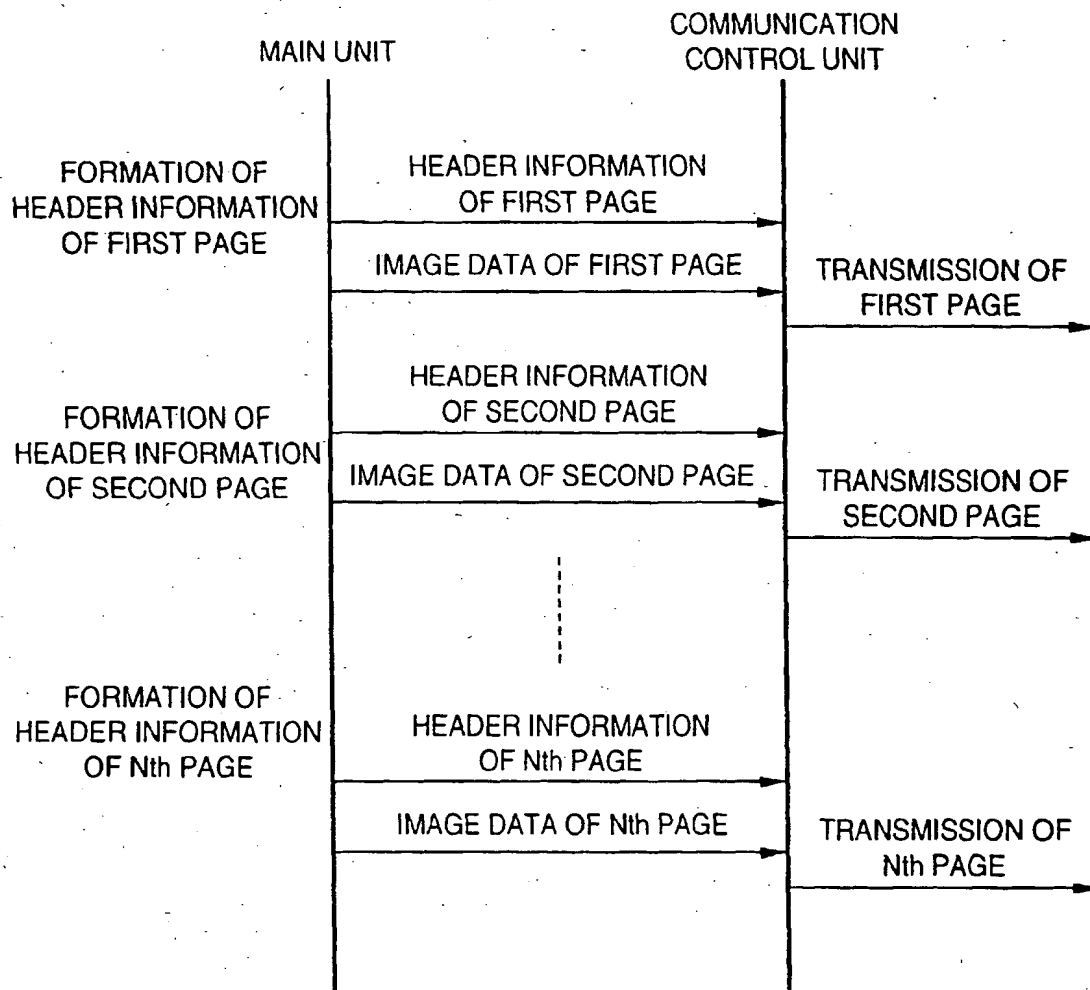 MAIN UNIT
COMMUNICATION
CONTROL UNIT
FORMATION OF
HEADER INFORMATION
OF FIRST PAGE
HEADER INFORMATION
OF FIRST PAGE
IMAGE DATA OF FIRST PAGE
TRANSMISSION OF
FIRST PAGE
FORMATION OF
HEADER INFORMATION
OF SECOND PAGE
HEADER INFORMATION
OF SECOND PAGE
IMAGE DATA OF SECOND PAGE
TRANSMISSION OF
SECOND PAGE
FORMATION OF
HEADER INFORMATION
OF Nth PAGE
HEADER INFORMATION
OF Nth PAGE
IMAGE DATA OF Nth PAGE
TRANSMISSION OF
Nth PAGE